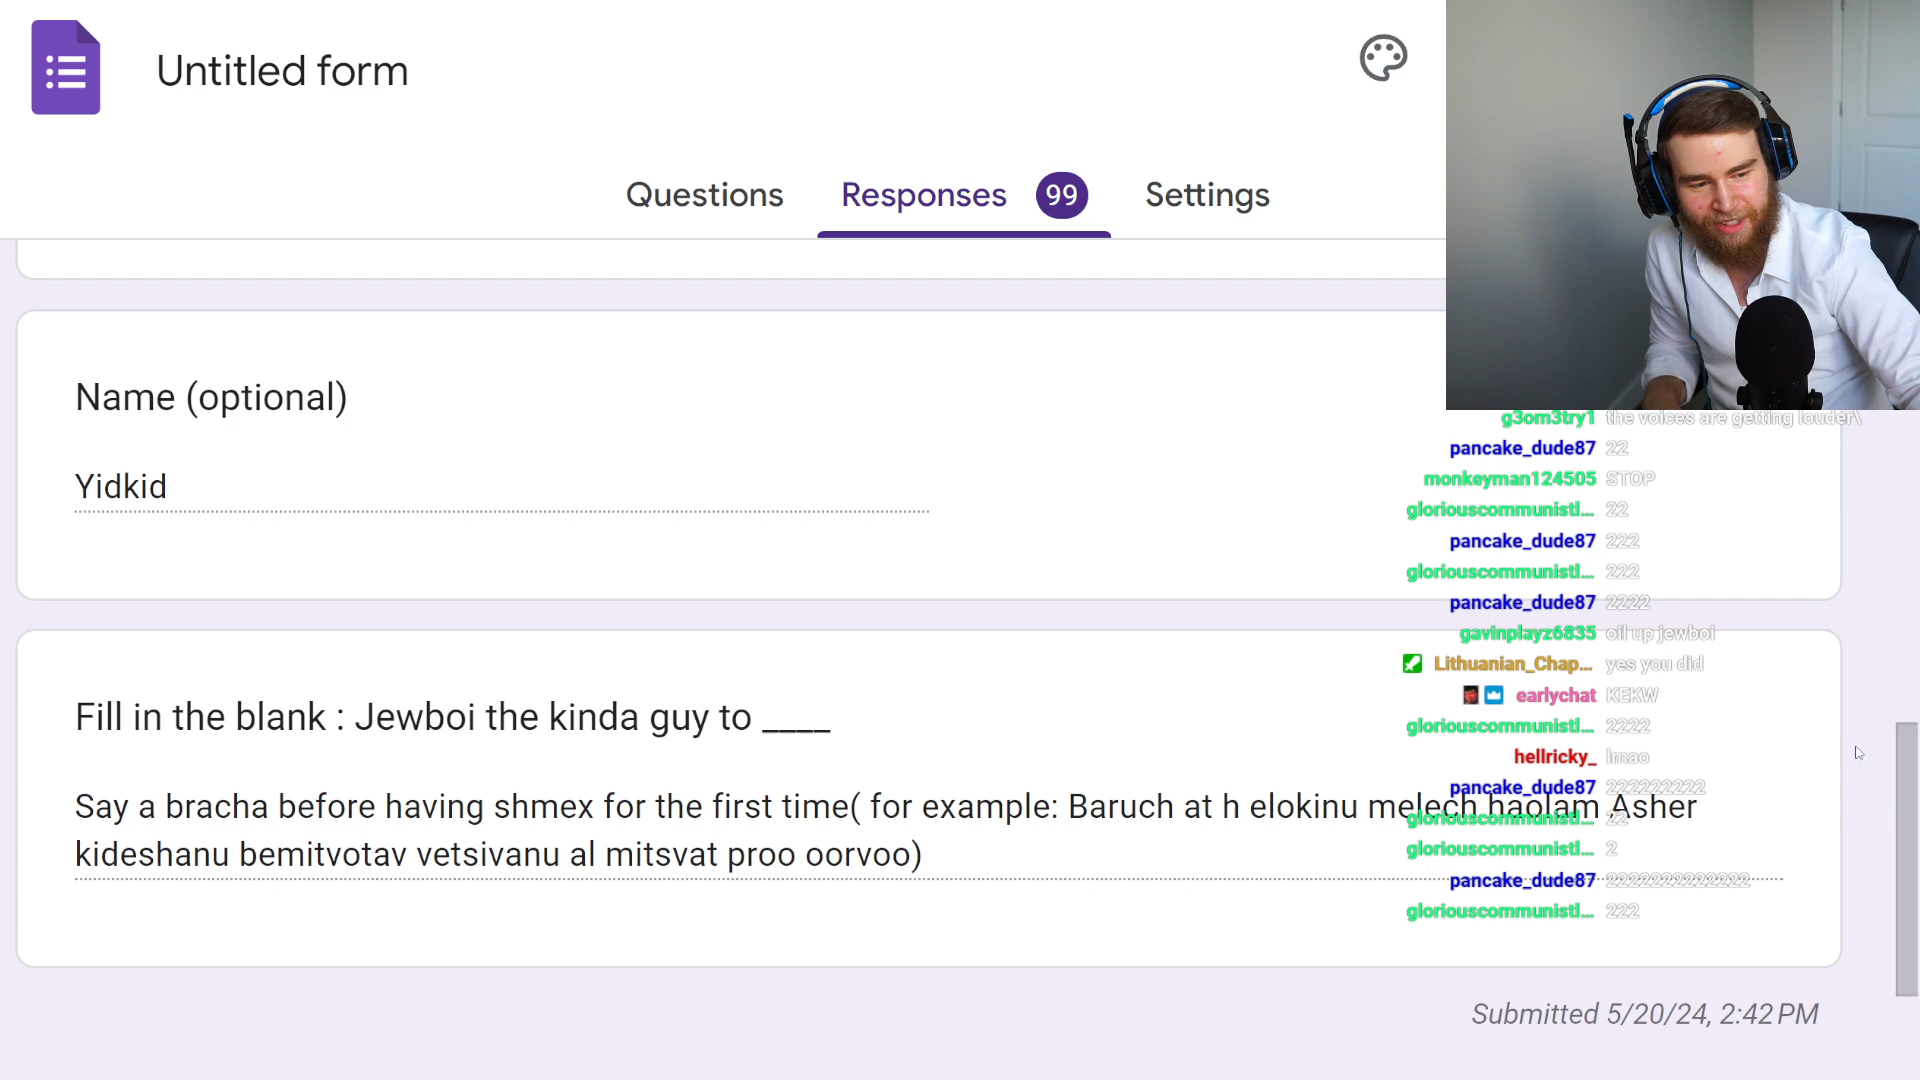 Untitled form
Questions
Responses
99
Settings
Name (optional)
Yidkid
Fill in the blank : Jewboi the kinda guy to ____
Say a bracha before having shmex for the first time( for example: Baruch at h elokinu melech haolam Asher
kideshanu bemitvotav vetsivanu al mitsvat proo oorvoo)
Submitted 5/20/24, 2:42 PM
g3om3try1 the voices are getting louder\
pancake_dude87 22
monkeyman124505 STOP
gloriouscommunistl... 22
pancake_dude87 222
gloriouscommunistl... 222
pancake_dude87 2222
gavinplayz6835 oil up jewboi
Lithuanian_Chap... yes you did
earlychat KEKW
gloriouscommunistl... 2222
hellricky_ lmao
pancake_dude87 222222222
gloriouscommunistl... 22
gloriouscommunistl... 2
pancake_dude87 2222222222222
gloriouscommunistl... 222